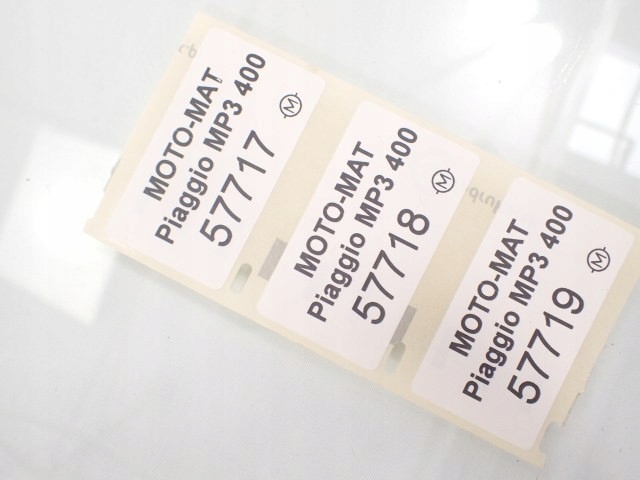 MOTO-MAT
Piaggio MP3 400
57717
M
MOTO-MAT
Piaggio MP3 400
57718
M
MOTO-MAT
Piaggio MP3 400
57719
M